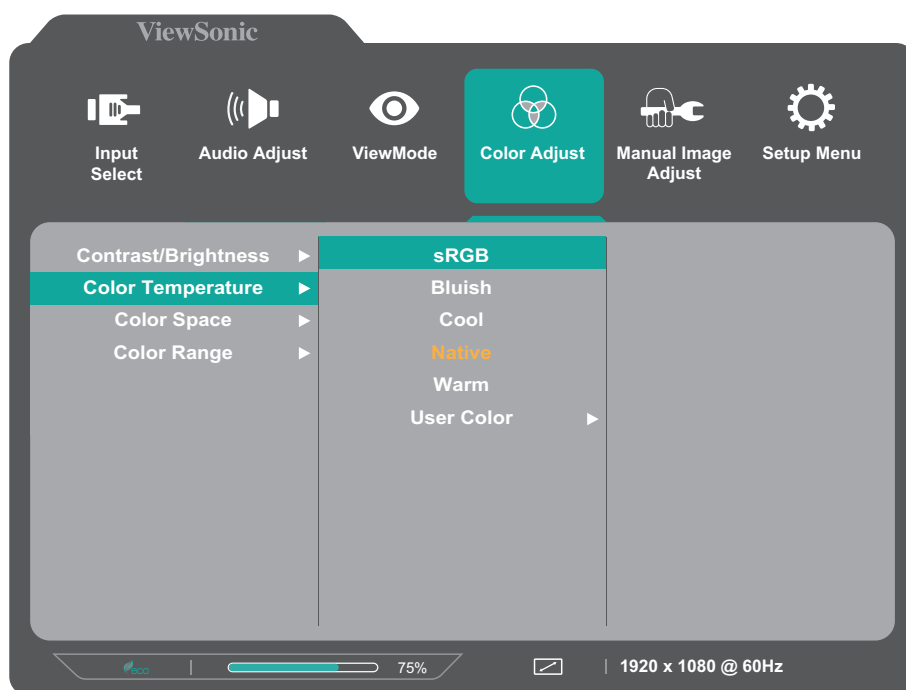 ViewSonic
Input
Select
Audio Adjust
ViewMode
Color Adjust
Manual Image
Adjust
Setup Menu
Contrast/Brightness
Color Temperature
Color Space
Color Range
sRGB
Bluish
Cool
Native
Warm
User Color
eco
75%
1920 x 1080 @ 60Hz